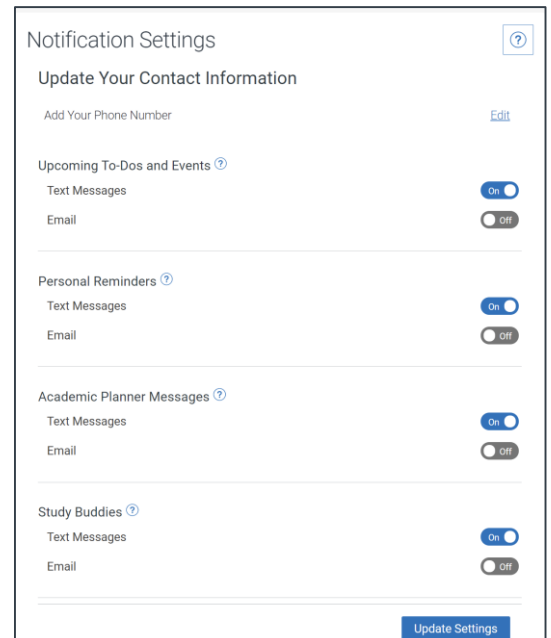 Notification Settings
?
Update Your Contact Information
Add Your Phone Number Edit
Upcoming To-Dos and Events ?
Text Messages On
Email Off
Personal Reminders ?
Text Messages On
Email Off
Academic Planner Messages ?
Text Messages On
Email Off
Study Buddies ?
Text Messages On
Email Off
Update Settings